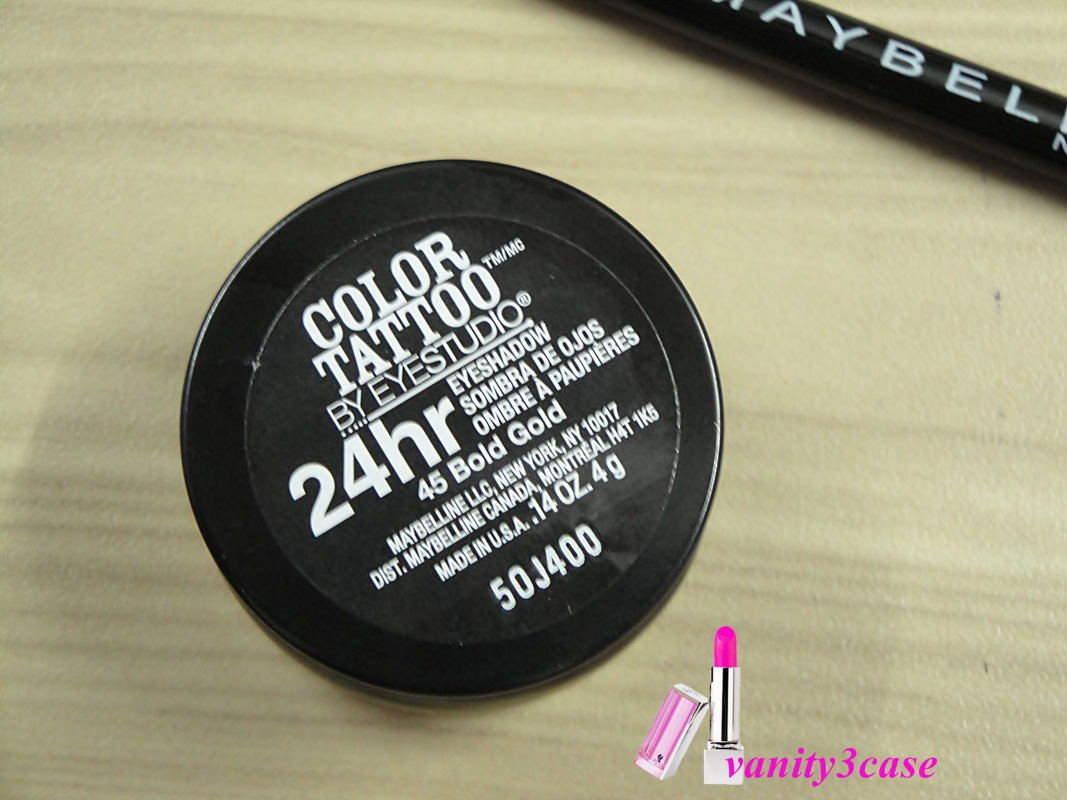 COLOR
TATTOO TM/MC
BY EYESTUDIO®
24hr
EYESHADOW
SOMBRA DE OJOS
OMBRE À PAUPIÈRES
45 Bold Gold
MAYBELLINE LLC, NEW YORK, NY 10017
DIST. MAYBELLINE CANADA, MONTREAL H4T 1K5
MADE IN U.S.A. .14 OZ. 4 g
50J400
MAYBELL
N
vanity3case